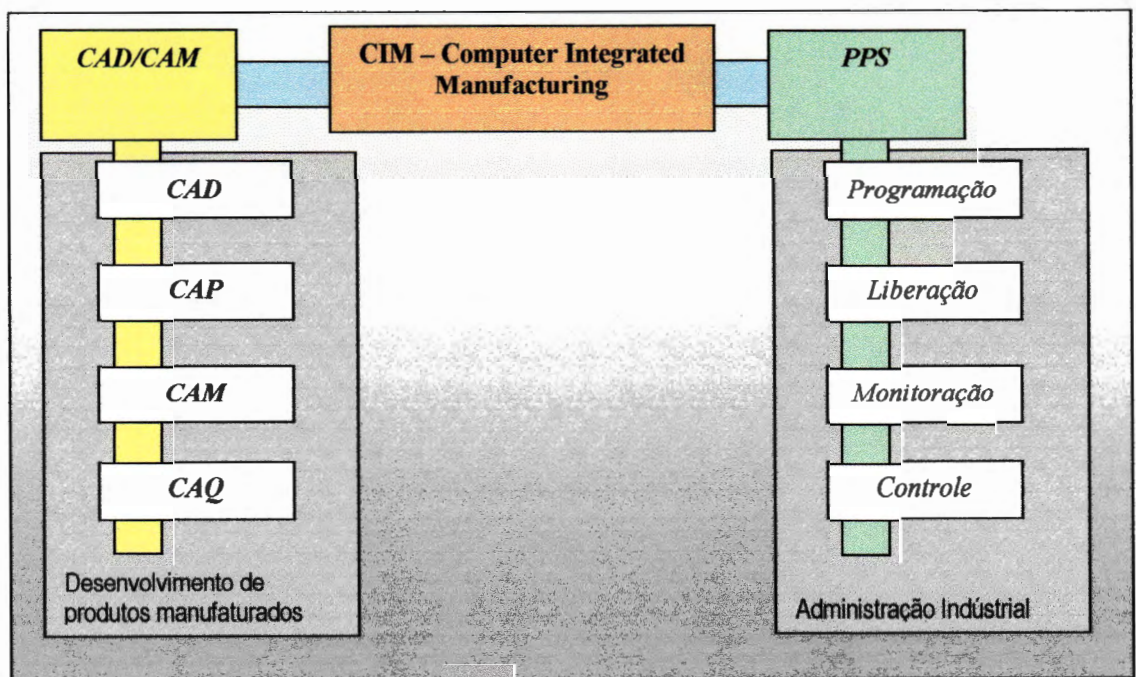 CAD/CAM
CIM – Computer Integrated
Manufacturing
PPS
CAD
CAP
CAM
CAQ
Desenvolvimento de
produtos manufaturados
Programação
Liberação
Monitoração
Controle
Administração Indústrial